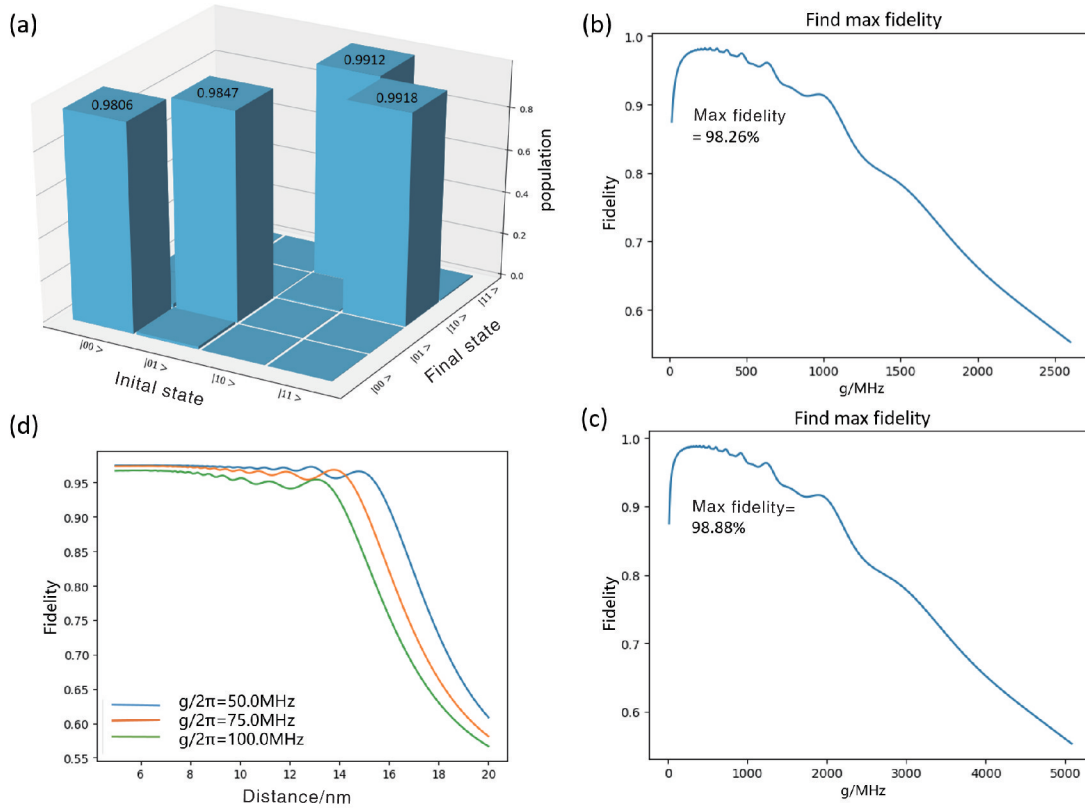 (a)
0.9806
0.9847
0.9912
0.9918
0.8
0.6
0.4
0.2
0.0
population
|00 >
|01 >
|10 >
|11 >
Inital state
|00 >
|01 >
|10 >
|11 >
Final state
(b)
Find max fidelity
1.0
0.9
0.8
0.7
0.6
Fidelity
Max fidelity
= 98.26%
0 500 1000 1500 2000 2500
g/MHz
(d)
0.95
0.90
0.85
0.80
0.75
0.70
0.65
0.60
0.55
Fidelity
g/2π=50.0MHz
g/2π=75.0MHz
g/2π=100.0MHz
6 8 10 12 14 16 18 20
Distance/nm
(c)
Find max fidelity
1.0
0.9
0.8
0.7
0.6
Fidelity
Max fidelity=
98.88%
0 1000 2000 3000 4000 5000
g/MHz